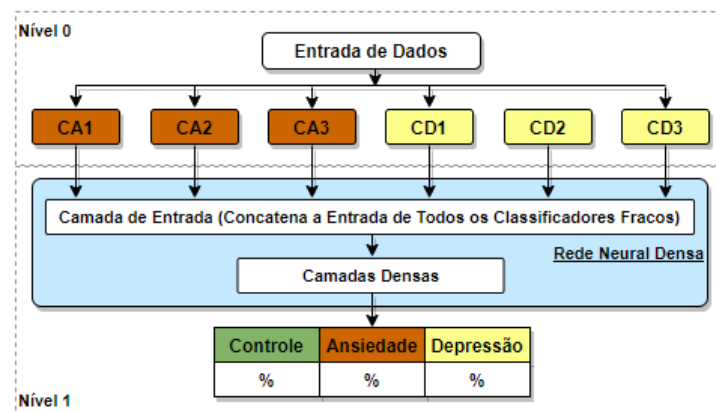 Nível 0
Entrada de Dados
CA1 CA2 CA3 CD1 CD2 CD3
Camada de Entrada (Concatena a Entrada de Todos os Classificadores Fracos)
Rede Neural Densa
Camadas Densas
Controle Ansiedade Depressão
% % %
Nível 1